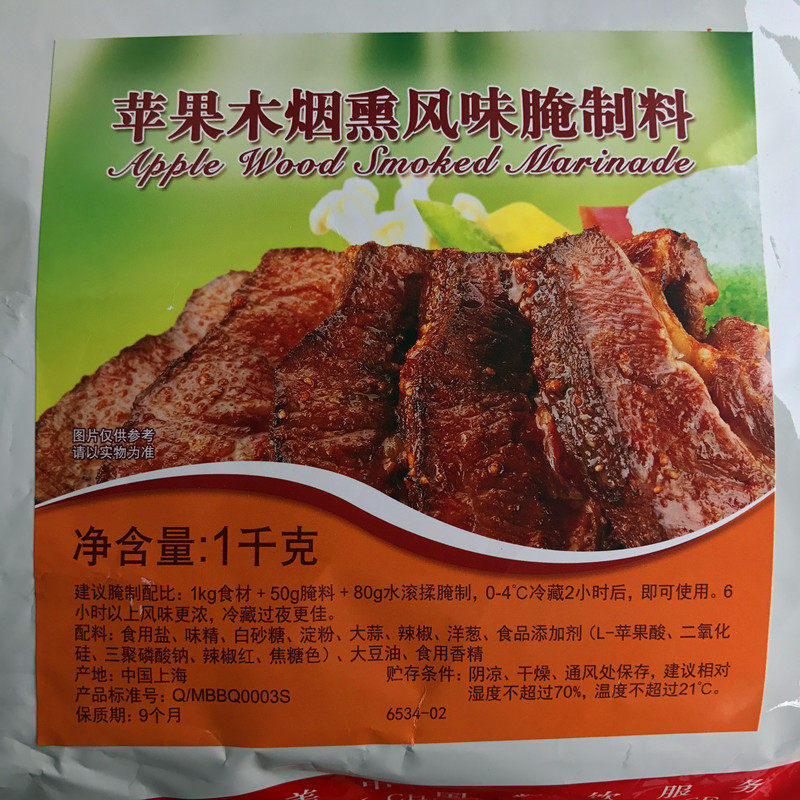 苹果木烟熏风味腌制料
Apple Wood Smoked Marinade
图片仅供参考
请以实物为准
净含量:1千克
建议腌制配比: 1kg食材 + 50g腌料 + 80g水滚揉腌制, 0-4℃冷藏2小时后, 即可使用。6
小时以上风味更浓, 冷藏过夜更佳。
配料: 食用盐、味精、白砂糖、淀粉、大蒜、辣椒、洋葱、食品添加剂 (L-苹果酸、二氧化
硅、三聚磷酸钠、辣椒红、焦糖色)、大豆油、食用香精
产地: 中国上海
贮存条件: 阴凉、干燥、通风处保存, 建议相对
湿度不超过70%, 温度不超过21℃。
产品标准号: Q/MBBQ0003S
保质期: 9个月
6534-02
服 务